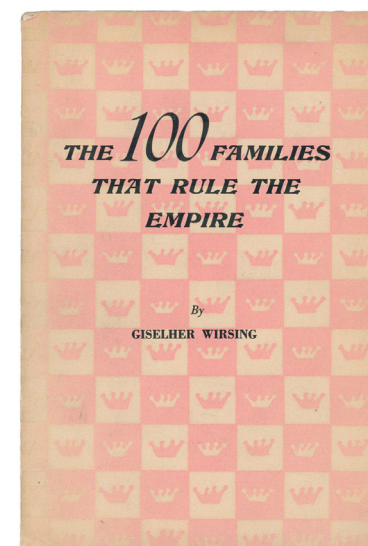 THE 100 FAMILIES
THAT RULE THE
EMPIRE
By
GISELHER WIRSING